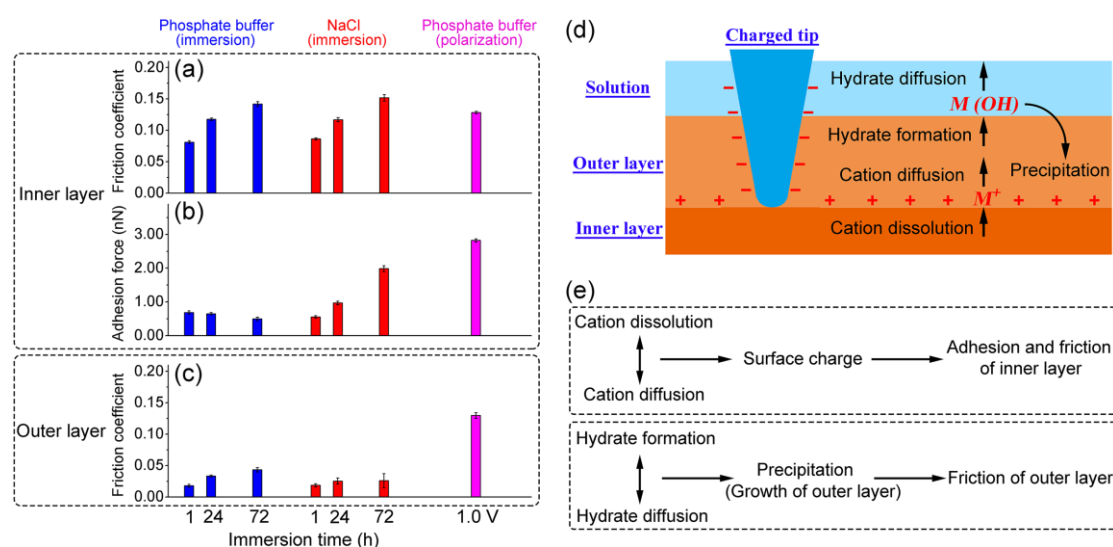 Phosphate buffer
(immersion)
NaCl
(immersion)
Phosphate buffer
(polarization)
Inner layer
(a)
Friction coefficient
0.20
0.15
0.10
0.05
0.00
(b)
Adhesion force (nN)
3.00
2.00
1.00
0.00
Outer layer
(c)
Friction coefficient
0.15
0.10
0.05
0.00
1 24 72 1 24 72 1.0 V
Immersion time (h)
(d)
Charged tip
Solution
Hydrate diffusion
M (OH)
Outer layer
Hydrate formation
Cation diffusion
Precipitation
+ + + + + + + M⁺ + + +
Inner layer
Cation dissolution
(e)
Cation dissolution
Surface charge
Adhesion and friction
of inner layer
Cation diffusion
Hydrate formation
Precipitation
(Growth of outer layer)
Friction of outer layer
Hydrate diffusion